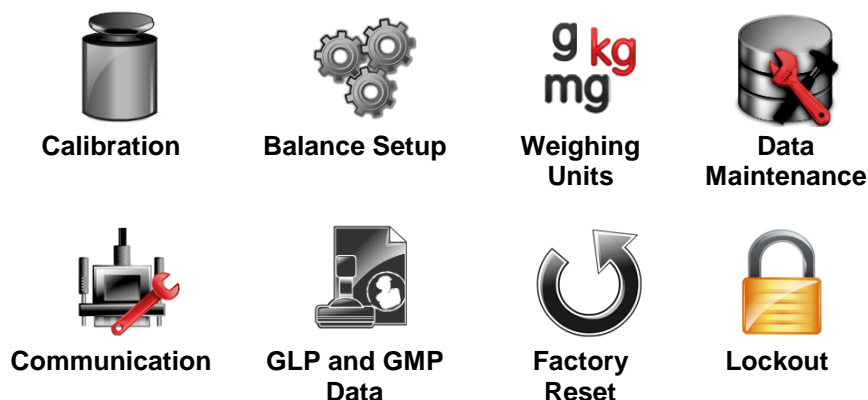 g kg
mg
Calibration
Balance Setup
Weighing
Units
Data
Maintenance
Communication
GLP and GMP
Data
Factory
Reset
Lockout